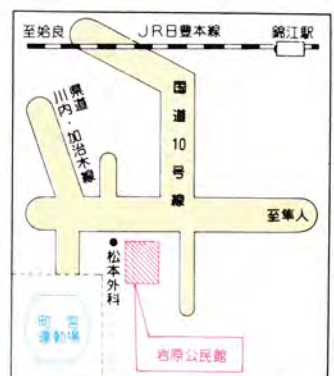 至姶良
JR日豊本線
錦江駅
国道10号線
県道
川内・加治木線
至隼人
松本外科
町営
運動場
岩原公民館